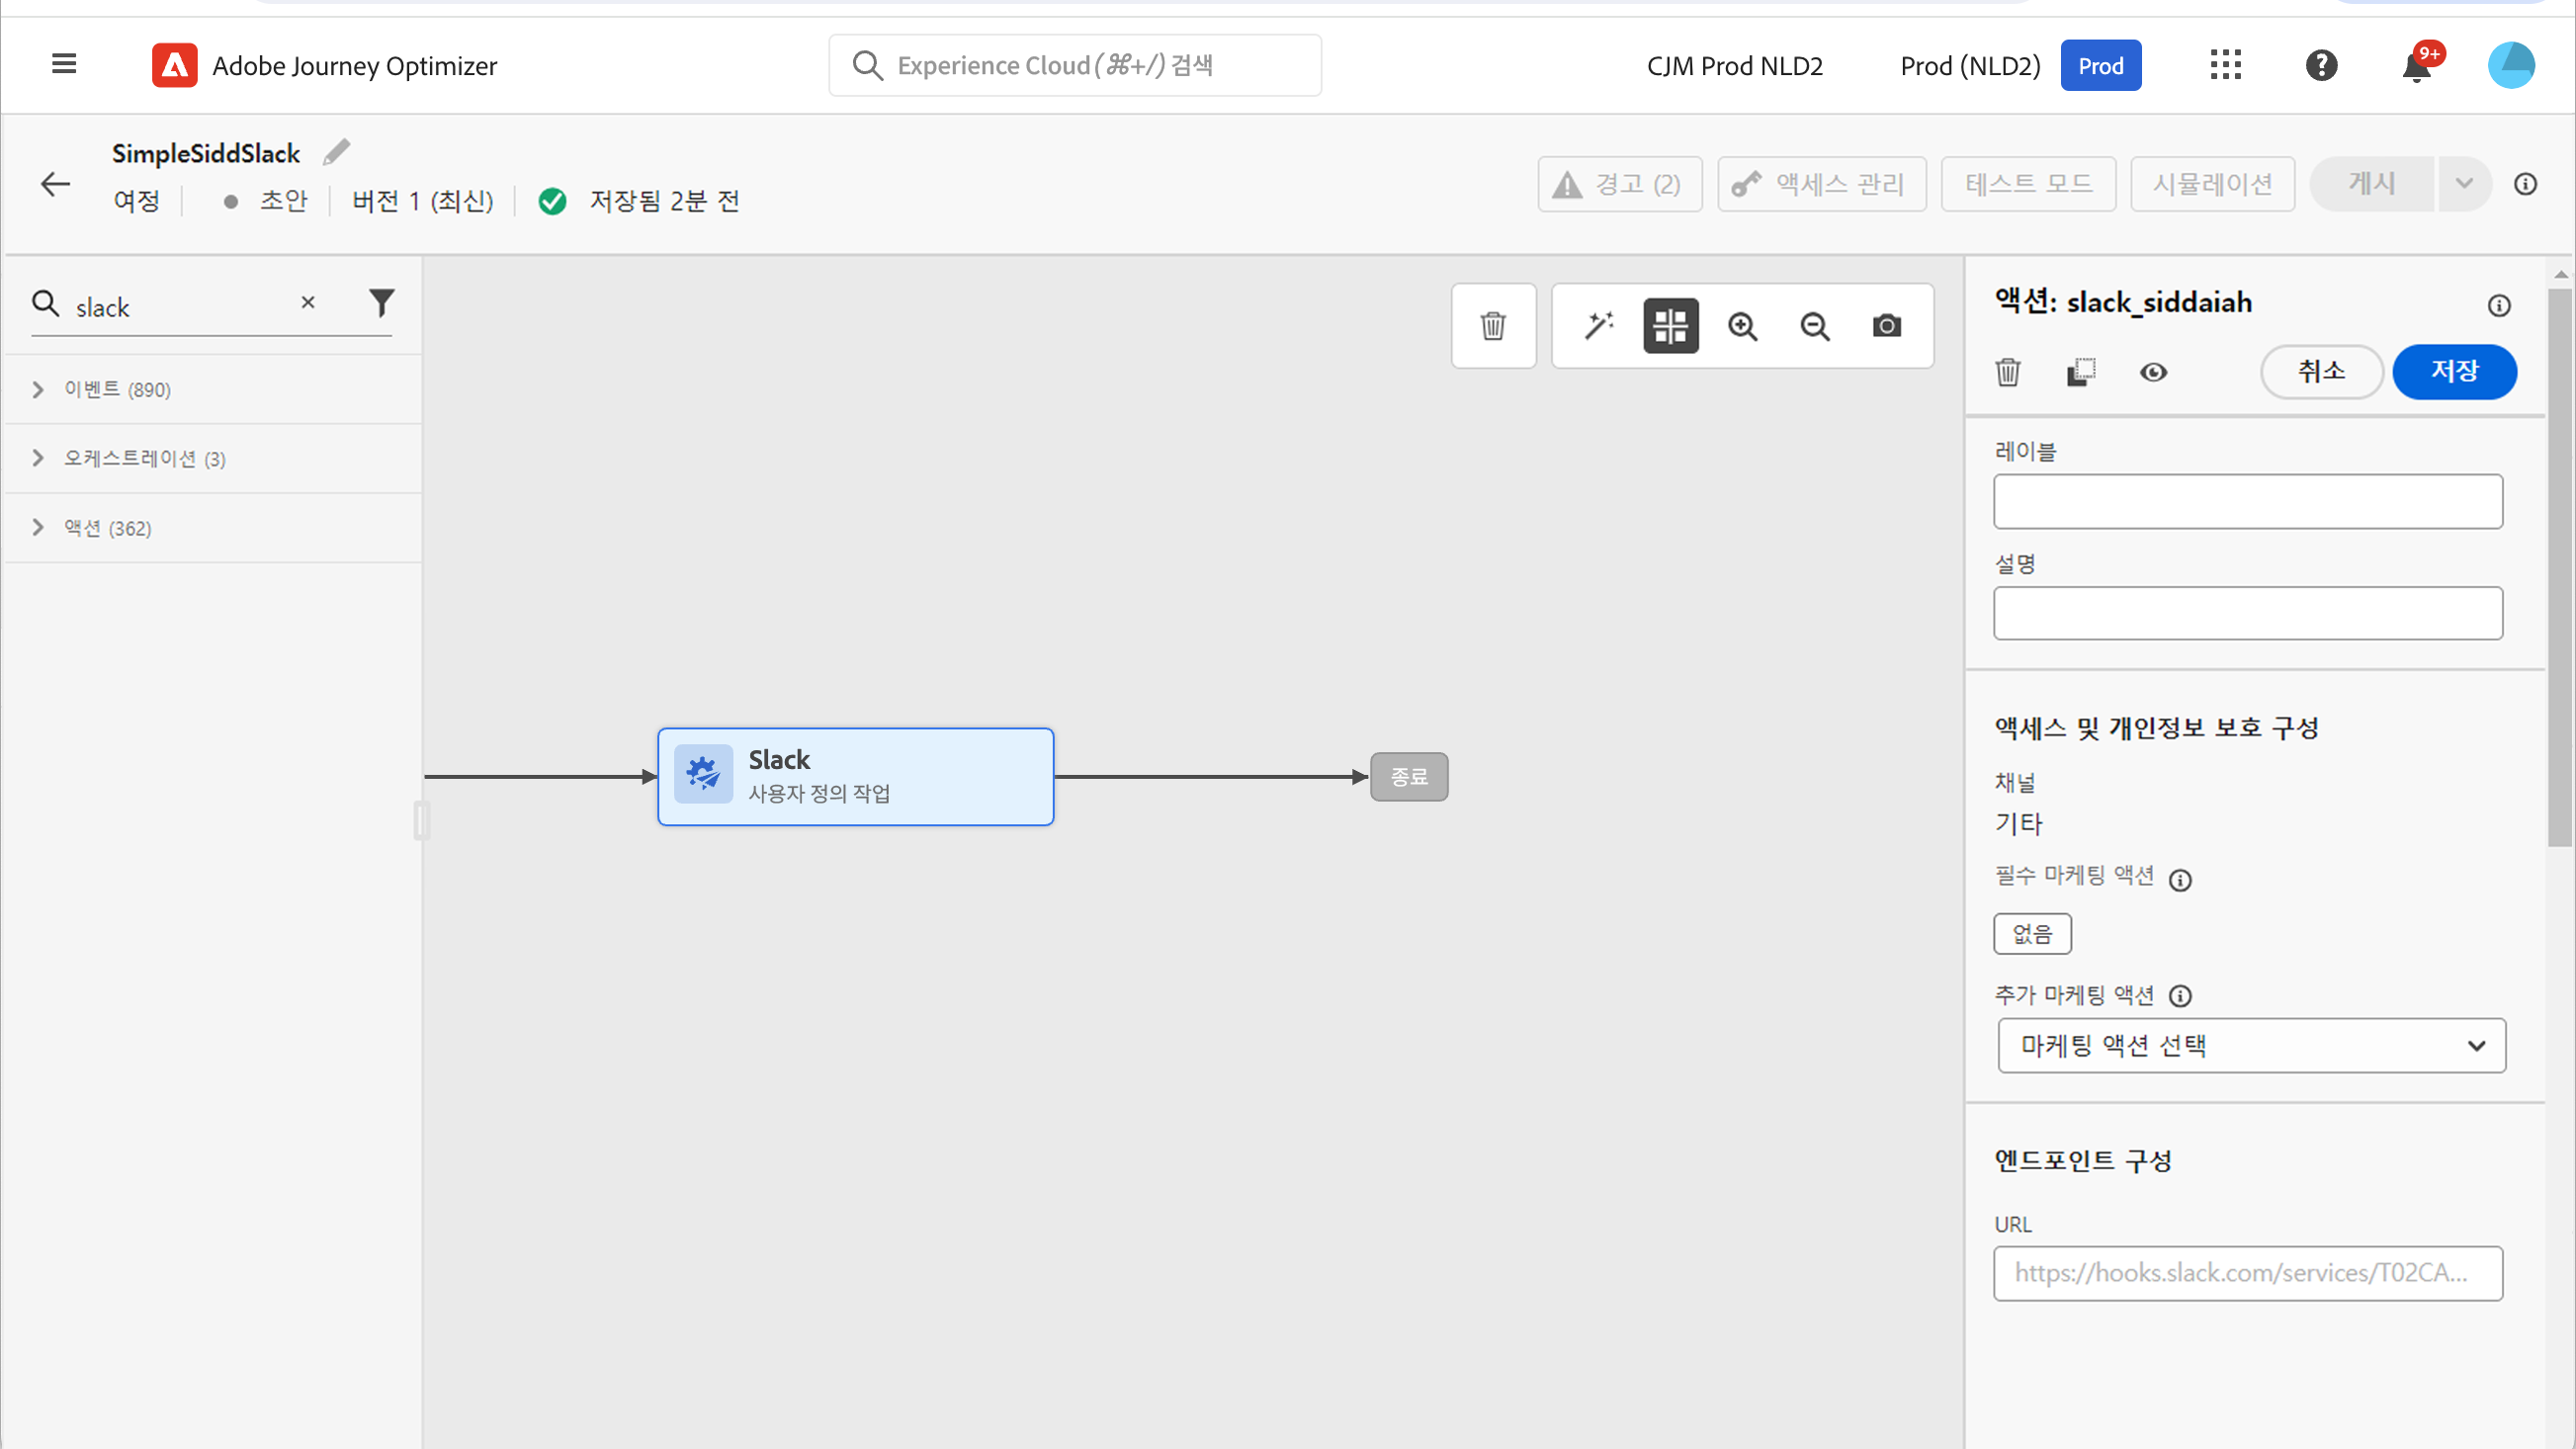 Adobe Journey Optimizer
Experience Cloud(⌘+/) 검색
CJM Prod NLD2
Prod (NLD2)
Prod
9+
SimpleSiddSlack
여정
초안
버전 1 (최신)
저장됨 2분 전
경고 (2)
액세스 관리
테스트 모드
시뮬레이션
게시
slack
이벤트 (890)
오케스트레이션 (3)
액션 (362)
Slack
사용자 정의 작업
종료
액션: slack_siddaiah
취소
저장
레이블
설명
액세스 및 개인정보 보호 구성
채널
기타
필수 마케팅 액션
없음
추가 마케팅 액션
마케팅 액션 선택
엔드포인트 구성
URL
https://hooks.slack.com/services/T02CA...